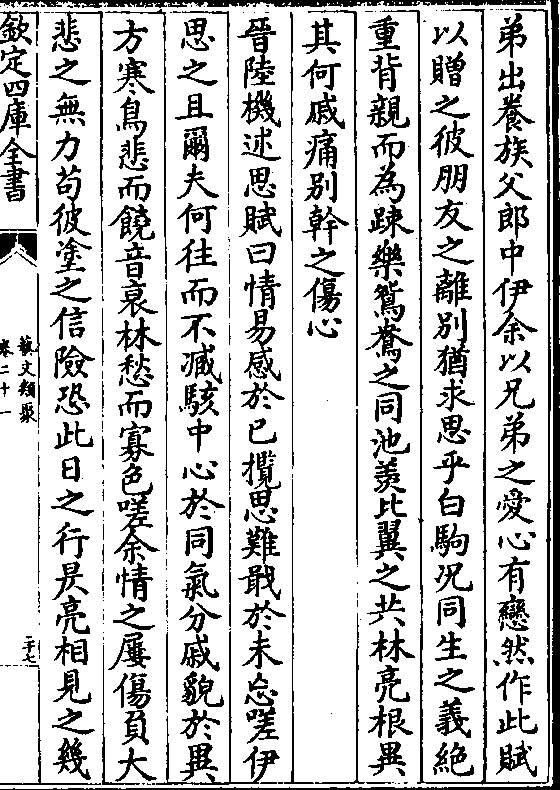 弟出養族父郎中伊余以兄弟之愛心有戀然作此賦
以贈之彼朋友之離別猶求思乎白駒况同生之義絶
重背親而為踈樂鴛鴦之同池羡比翼之共林亮根異
其何戚痛别幹之傷心
晉陸機述思賦曰情易感於已攬思難戢於未忘嗟伊
思之且爾夫何往而不臧駭中心於同氣分戚貌於異
方寒鳥悲而饒音衰林愁而寡色嗟余情之屢傷負大
悲之無力苟彼塗之信險恐此日之行昃亮相見之幾
欽定四庫全書
藝文類聚
卷二十一
二十七